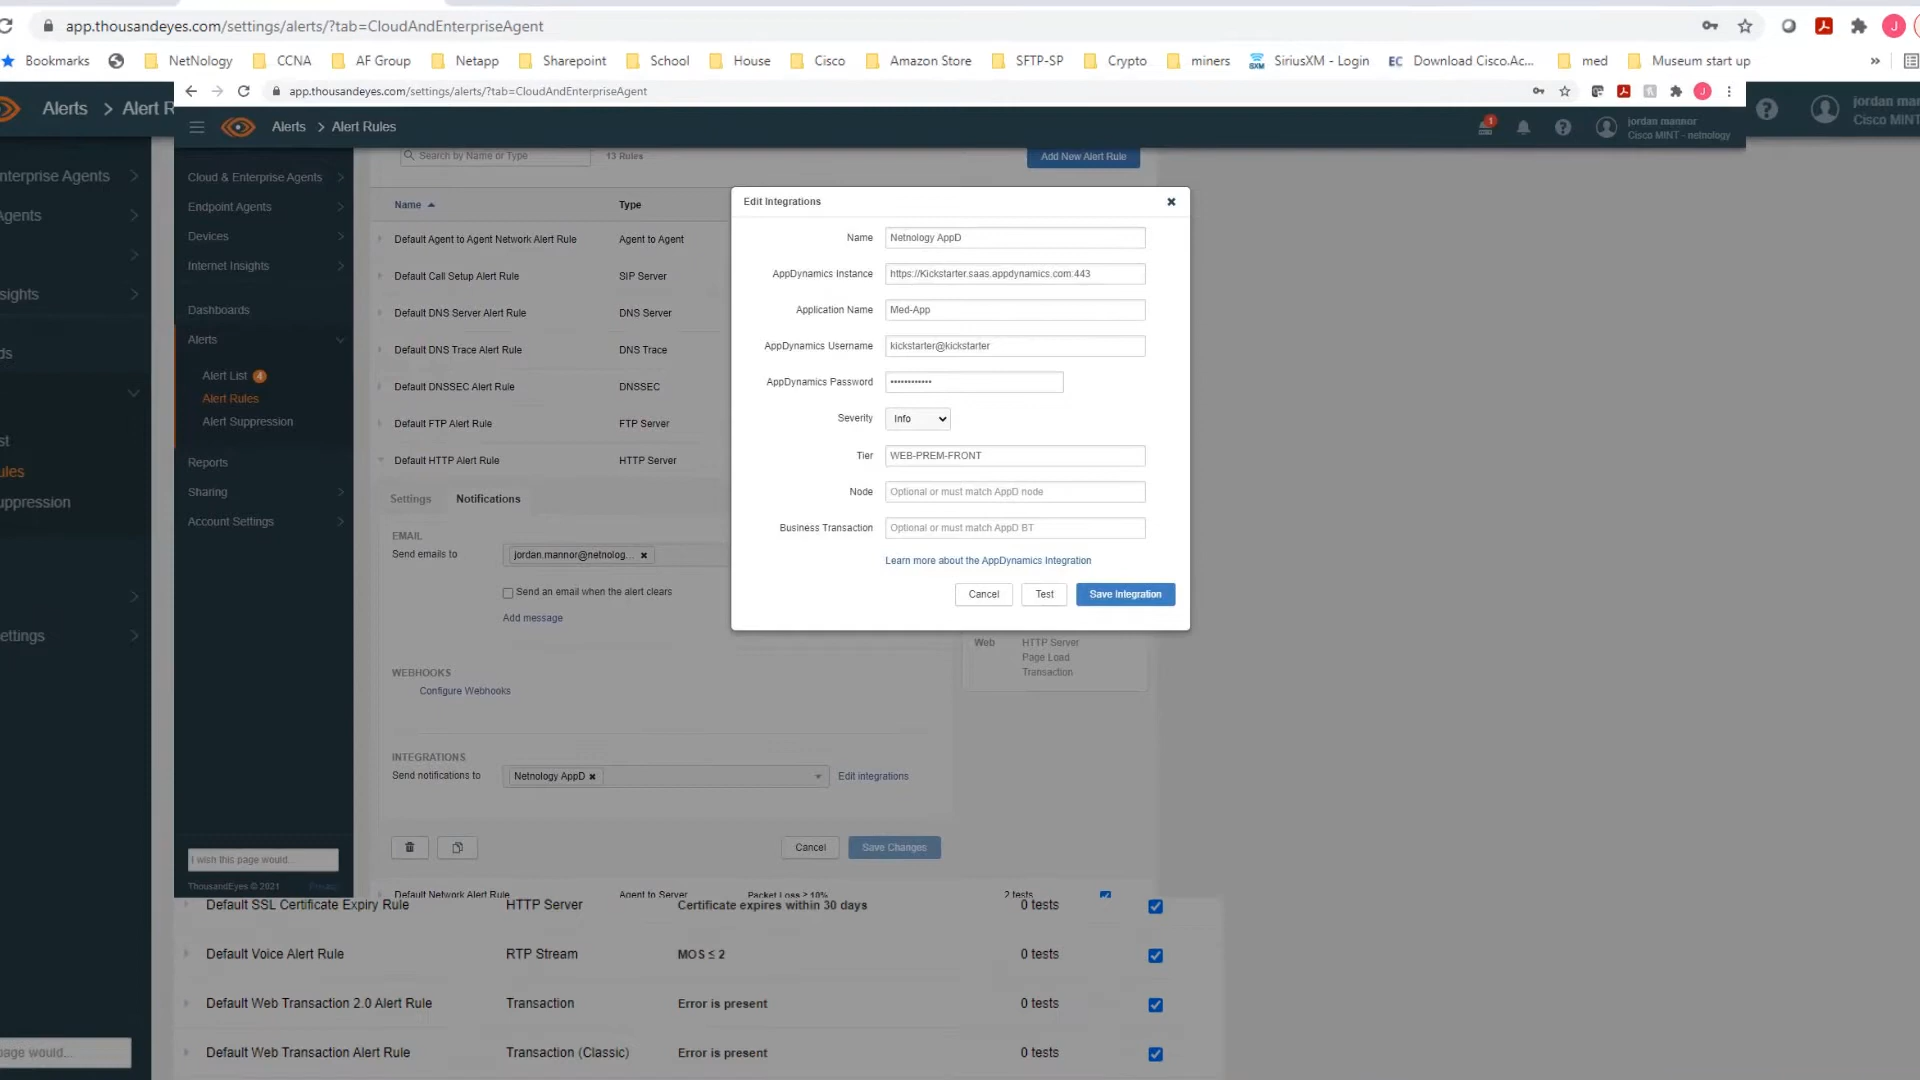 app.thousandeyes.com/settings/alerts/?tab=CloudAndEnterpriseAgent
J
Bookmarks
NetNology
CCNA
AF Group
Netapp
Sharepoint
School
House
Cisco
Amazon Store
SFTP-SP
Crypto
miners
SXM SiriusXM - Login
EC Download Cisco.Ac...
med
Museum start up
»
app.thousandeyes.com/settings/alerts/?tab=CloudAndEnterpriseAgent
J
Alerts > Alert R
Alerts > Alert Rules
1
jordan mannor
Cisco MINT - netnology
jordan man
Cisco MINT
nterprise Agents
Agents
sights
ds
st
ules
uppression
ettings
page would...
Cloud & Enterprise Agents
Endpoint Agents
Devices
Internet Insights
Dashboards
Alerts
Alert List 4
Alert Rules
Alert Suppression
Reports
Sharing
Account Settings
I wish this page would...
ThousandEyes © 2021
Privacy
Search by Name or Type
13 Rules
Add New Alert Rule
Name
Type
Default Agent to Agent Network Alert Rule
Agent to Agent
Default Call Setup Alert Rule
SIP Server
Default DNS Server Alert Rule
DNS Server
Default DNS Trace Alert Rule
DNS Trace
Default DNSSEC Alert Rule
DNSSEC
Default FTP Alert Rule
FTP Server
Default HTTP Alert Rule
HTTP Server
Settings
Notifications
EMAIL
Send emails to
jordan.mannor@netnolog...
Send an email when the alert clears
Add message
WEBHOOKS
Configure Webhooks
INTEGRATIONS
Send notifications to
Netnology AppD
Edit integrations
Cancel
Save Changes
Web
HTTP Server
Page Load
Transaction
Edit Integrations
Name
Netnology AppD
AppDynamics Instance
https://Kickstarter.saas.appdynamics.com:443
Application Name
Med-App
AppDynamics Username
kickstarter@kickstarter
AppDynamics Password
••••••••••••
Severity
Info
Tier
WEB-PREM-FRONT
Node
Optional or must match AppD node
Business Transaction
Optional or must match AppD BT
Learn more about the AppDynamics Integration
Cancel
Test
Save Integration
Default Network Alert Rule
Agent to Server
Packet Loss ≥ 10%
2 tests
Default SSL Certificate Expiry Rule
HTTP Server
Certificate expires within 30 days
0 tests
Default Voice Alert Rule
RTP Stream
MOS ≤ 2
0 tests
Default Web Transaction 2.0 Alert Rule
Transaction
Error is present
0 tests
Default Web Transaction Alert Rule
Transaction (Classic)
Error is present
0 tests